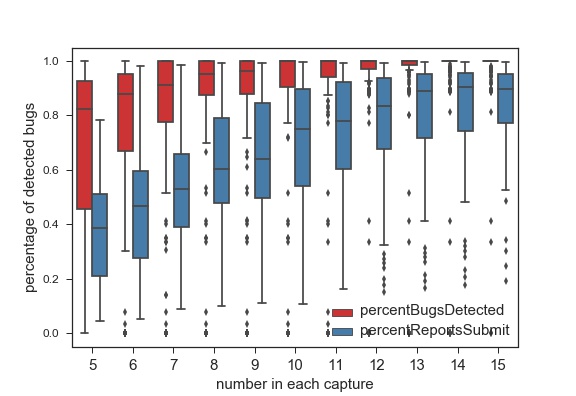 percentage of detected bugs
1.0
0.8
0.6
0.4
0.2
0.0
percentBugsDetected
percentReportsSubmit
5 6 7 8 9 10 11 12 13 14 15
number in each capture